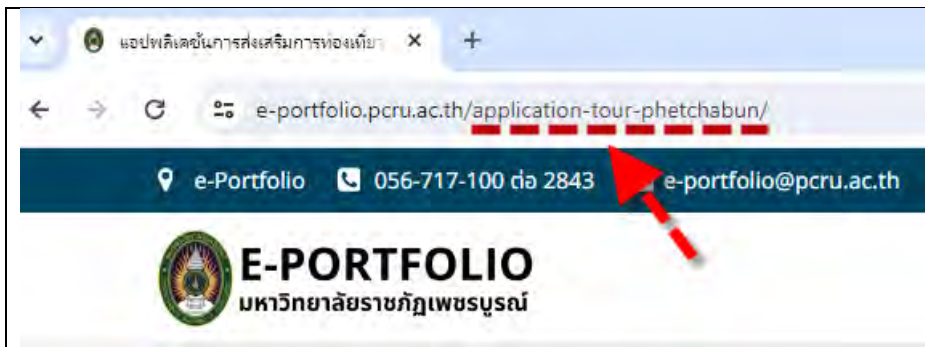 แอปพลิเคชันการส่งเสริมการท่องเที่ยว
e-portfolio.pcru.ac.th/application-tour-phetchabun/
e-Portfolio 056-717-100 ต่อ 2843 e-portfolio@pcru.ac.th
E-PORTFOLIO
มหาวิทยาลัยราชภัฏเพชรบูรณ์